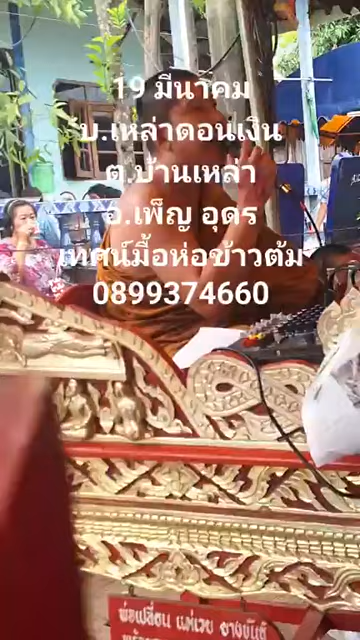 19 มีนาคม
บ.เหล่าดอนเงิน
ต.บ้านเหล่า
อ.เพ็ญ อุดร
เทศน์มื้อห่อข้าวต้ม
0899374660